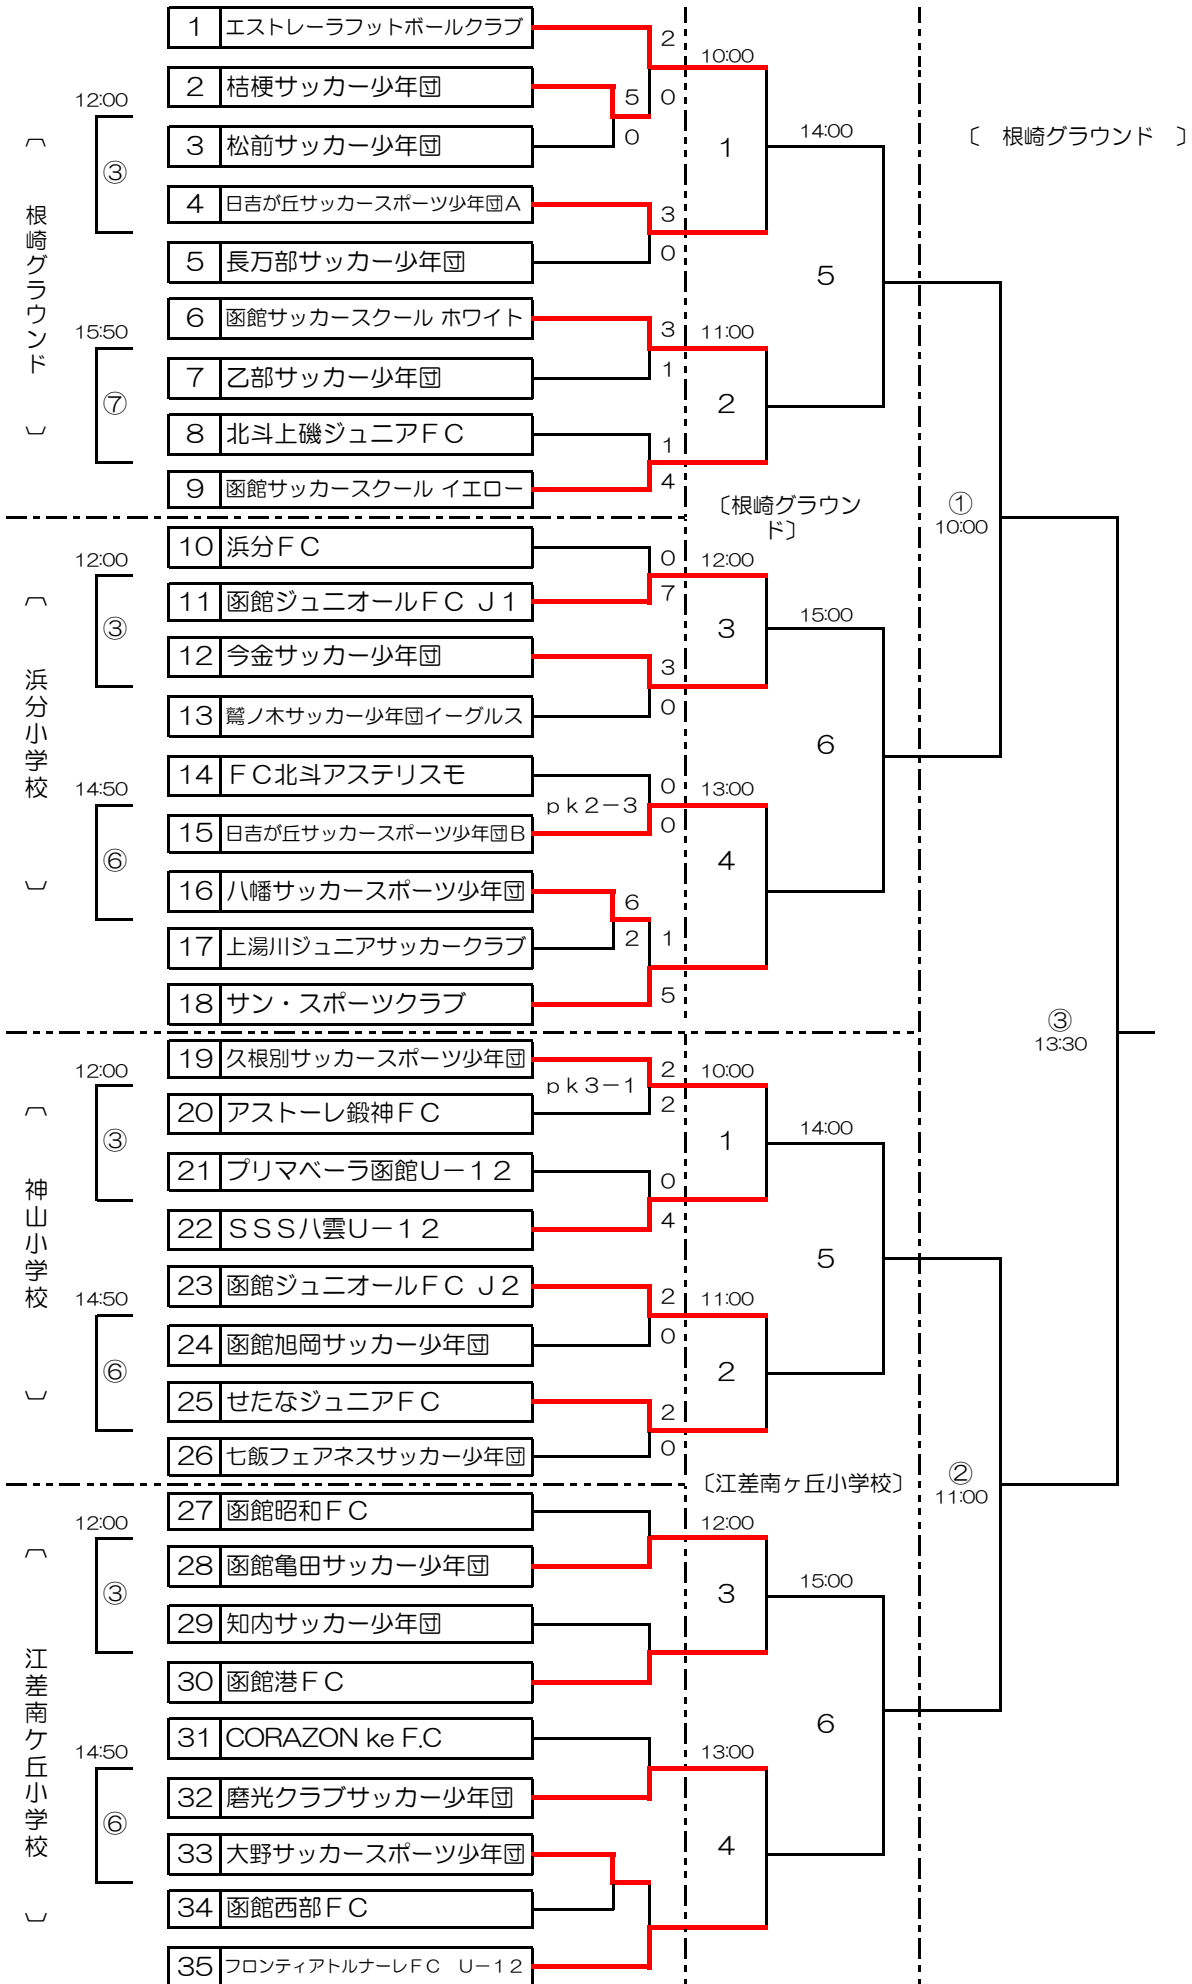 1 エストレーラフットボールクラブ
2
10:00
2 桔梗サッカー少年団
12:00
5 0
3 松前サッカー少年団
0
1
14:00
〔 根崎グラウンド 〕
③
4 日吉が丘サッカースポーツ少年団A
3
〔 根崎グラウンド 〕
5 長万部サッカー少年団
0
5
6 函館サッカースクール ホワイト
3
11:00
15:50
7 乙部サッカー少年団
1
⑦
2
8 北斗上磯ジュニアFC
1
9 函館サッカースクール イエロー
4
〔根崎グラウン
ド〕
①
10:00
10 浜分FC
0
12:00
12:00
11 函館ジュニオールFC J1
7
③
3
15:00
12 今金サッカー少年団
3
〔 浜分小学校 〕
13 鷲ノ木サッカー少年団イーグルス
0
6
14 FC北斗アステリスモ
0
13:00
14:50
pk2-3
15 日吉が丘サッカースポーツ少年団B
0
⑥
4
16 八幡サッカースポーツ少年団
6
17 上湯川ジュニアサッカークラブ
2 1
18 サン・スポーツクラブ
5
③
13:30
19 久根別サッカースポーツ少年団
2
10:00
12:00
pk3-1
20 アストーレ鍛神FC
2
③
1
14:00
21 プリマベーラ函館U-12
0
〔 神山小学校 〕
22 SSS八雲U-12
4
5
23 函館ジュニオールFC J2
2
11:00
14:50
24 函館旭岡サッカー少年団
0
⑥
2
25 せたなジュニアFC
2
26 七飯フェアネスサッカー少年団
0
〔江差南ヶ丘小学校〕
②
11:00
27 函館昭和FC
12:00
12:00
28 函館亀田サッカー少年団
③
3
15:00
29 知内サッカー少年団
〔 江差南ケ丘小学校 〕
30 函館港FC
6
31 CORAZON ke F.C
13:00
14:50
32 磨光クラブサッカー少年団
⑥
4
33 大野サッカースポーツ少年団
34 函館西部FC
35 フロンティアトルナーレFC U-12